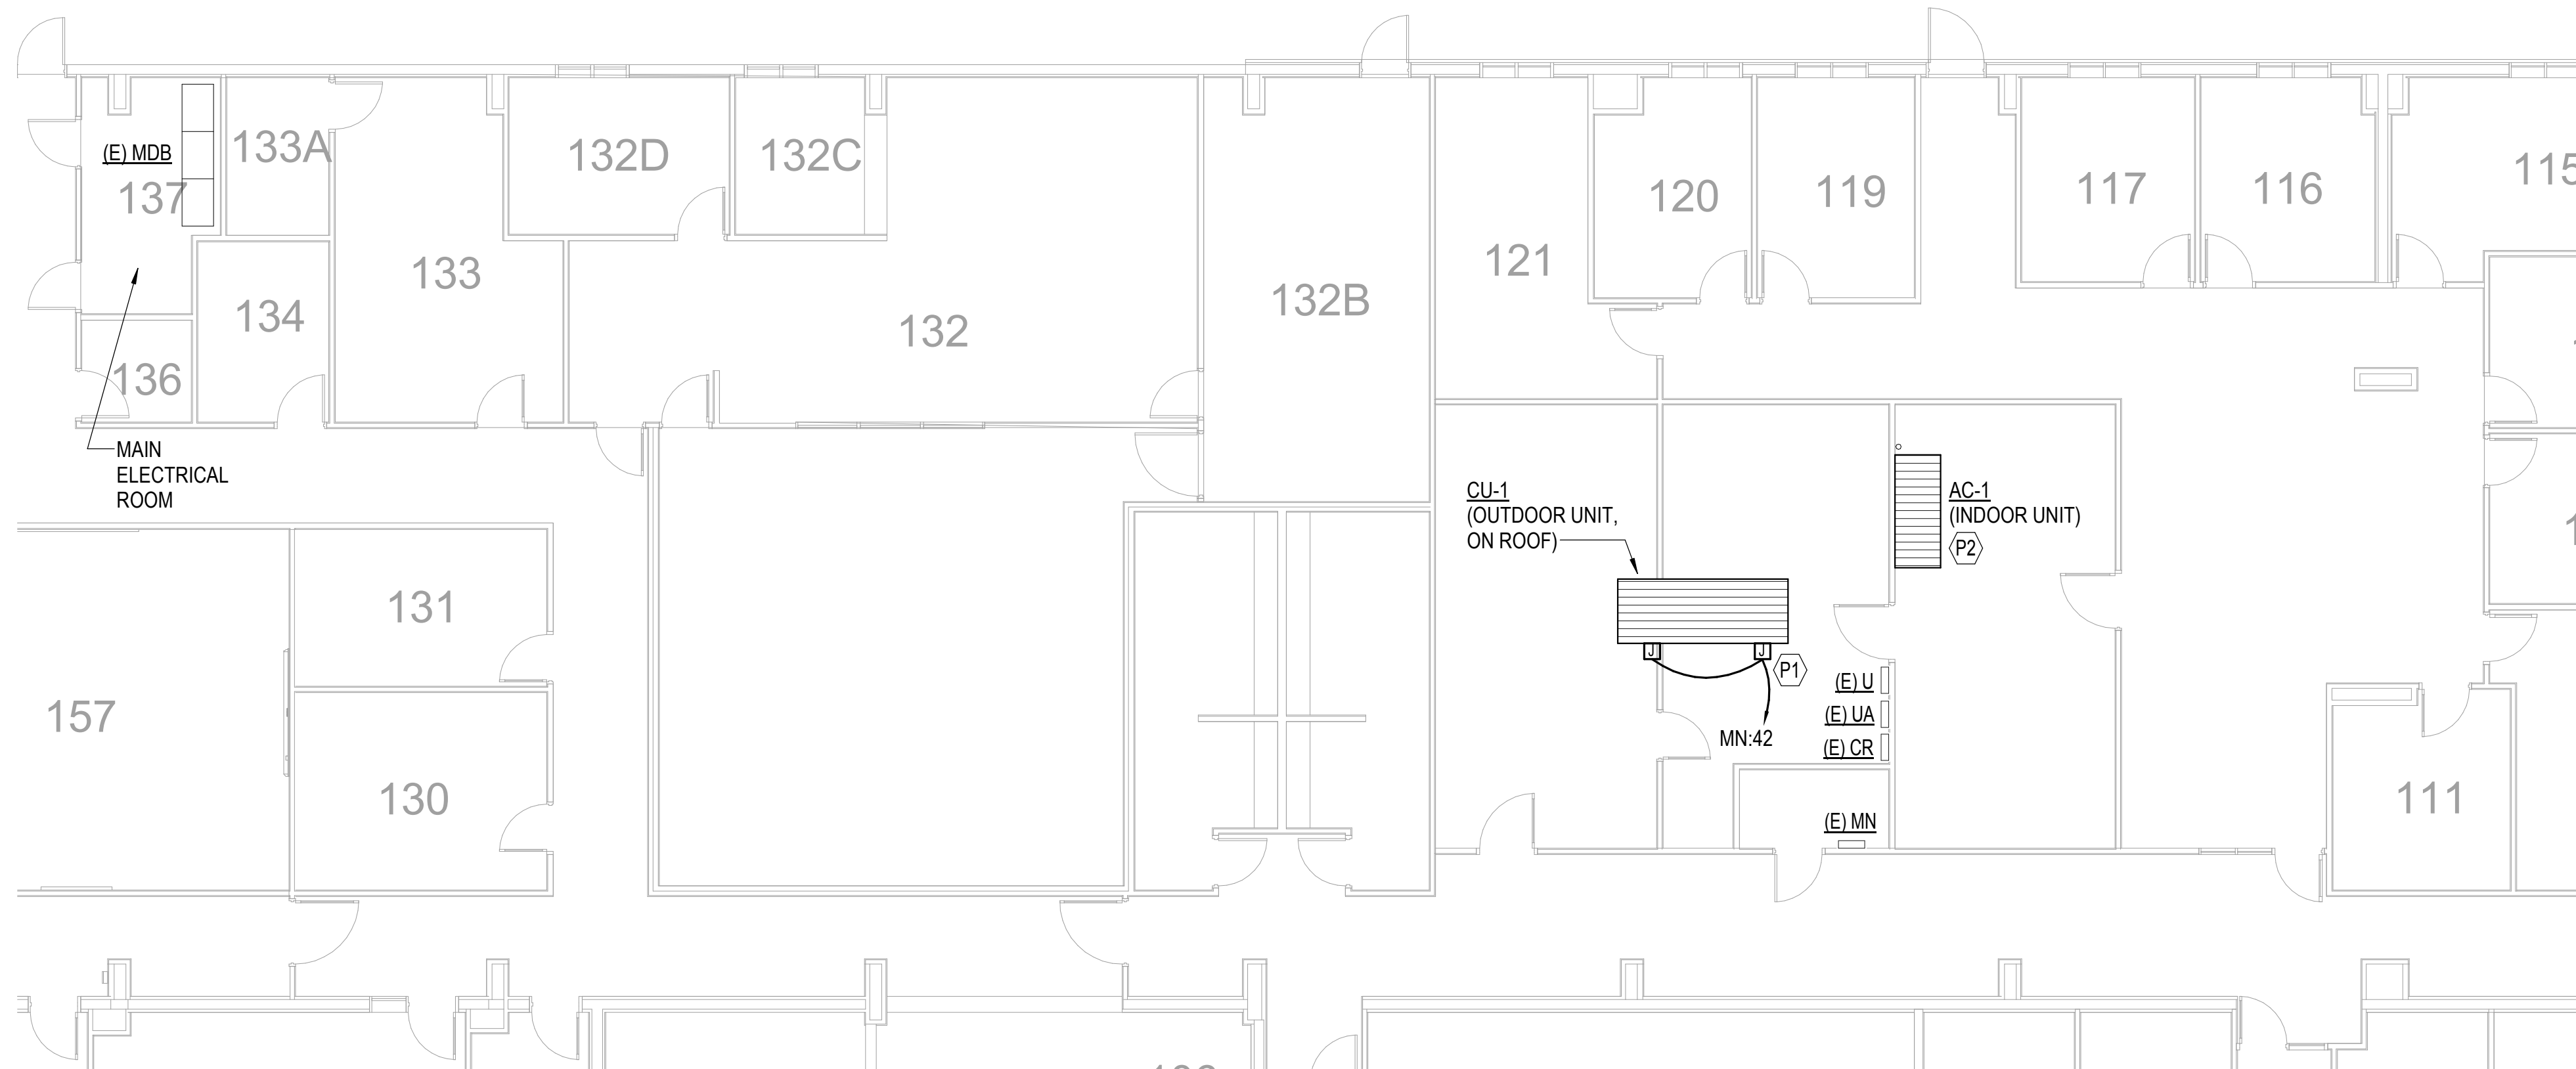 (E) MDB
137
133A
132D
132C
120
119
117
116
115
133
134
132
132B
121
136
MAIN
ELECTRICAL
ROOM
CU-1
(OUTDOOR UNIT,
ON ROOF)
AC-1
(INDOOR UNIT)
P2
131
J
J
P1
(E) U
157
(E) UA
MN:42
(E) CR
130
111
(E) MN